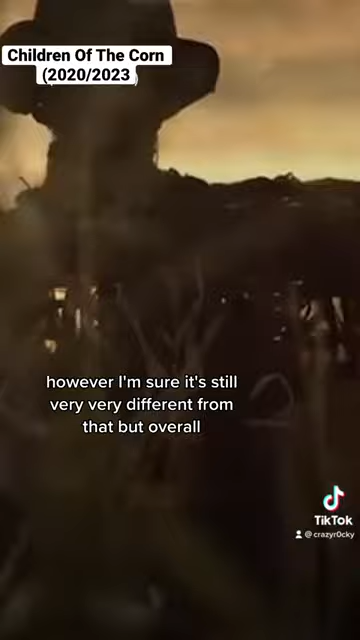 Children Of The Corn
(2020/2023)
however I'm sure it's still
very very different from
that but overall
TikTok
@crazyr0cky